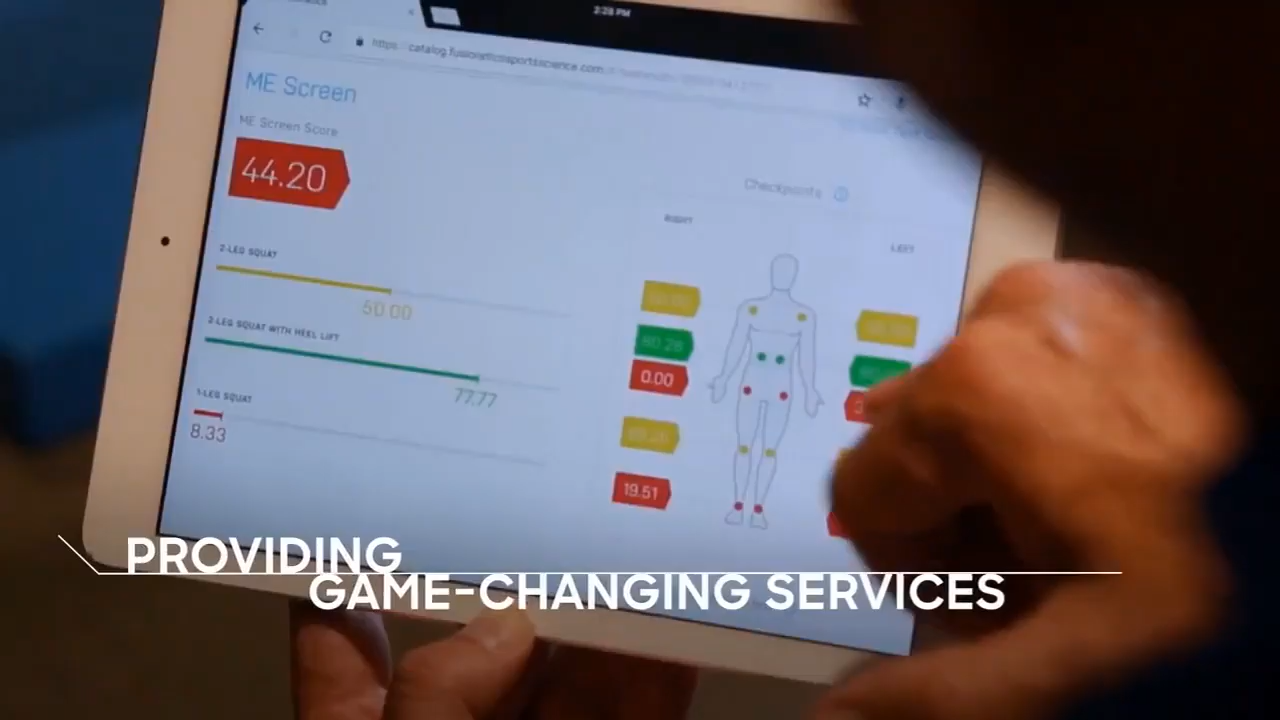 2:28 PM
ME Screen
ME Screen Score
44.20
Checkpoints
RIGHT
LEFT
2-LEG SQUAT
50.00
2-LEG SQUAT WITH HEEL LIFT
80.28
0.00
77.77
1-LEG SQUAT
8.33
19.51
PROVIDING
GAME-CHANGING SERVICES